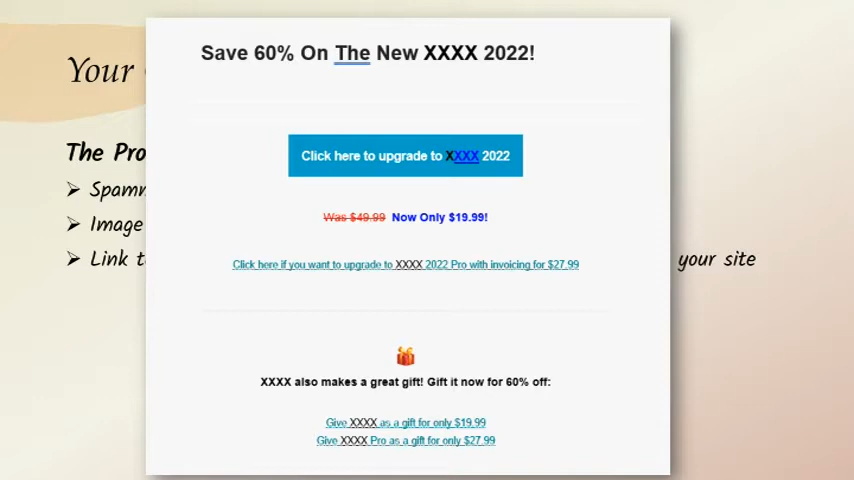 Your
Save 60% On The New XXXX 2022!
The Pro
Click here to upgrade to XXXX 2022
➢ Spamm
Was $49.99 Now Only $19.99!
➢ Image
➢ Link t your site
Click here if you want to upgrade to XXXX 2022 Pro with invoicing for $27.99
XXXX also makes a great gift! Gift it now for 60% off:
Give XXXX as a gift for only $19.99
Give XXXX Pro as a gift for only $27.99